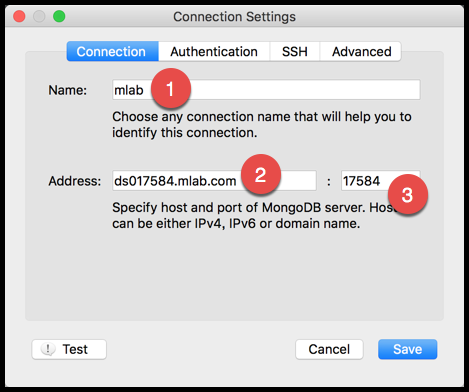 Connection Settings
Connection Authentication SSH Advanced
Name: mlab 1
Choose any connection name that will help you to
identify this connection.
Address: ds017584.mlab.com 2 : 17584 3
Specify host and port of MongoDB server. Host
can be either IPv4, IPv6 or domain name.
! Test Cancel Save